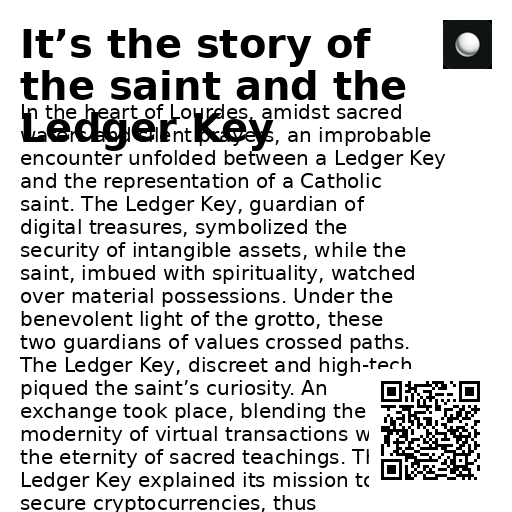 It’s the story of
the saint and the
Ledger Key
In the heart of Lourdes, amidst sacred
waters and silent prayers, an improbable
encounter unfolded between a Ledger Key
and the representation of a Catholic
saint. The Ledger Key, guardian of
digital treasures, symbolized the
security of intangible assets, while the
saint, imbued with spirituality, watched
over material possessions. Under the
benevolent light of the grotto, these
two guardians of values crossed paths.
The Ledger Key, discreet and high-tech
piqued the saint’s curiosity. An
exchange took place, blending the
modernity of virtual transactions
the eternity of sacred teachings.
Ledger Key explained its mission to
secure cryptocurrencies, thus